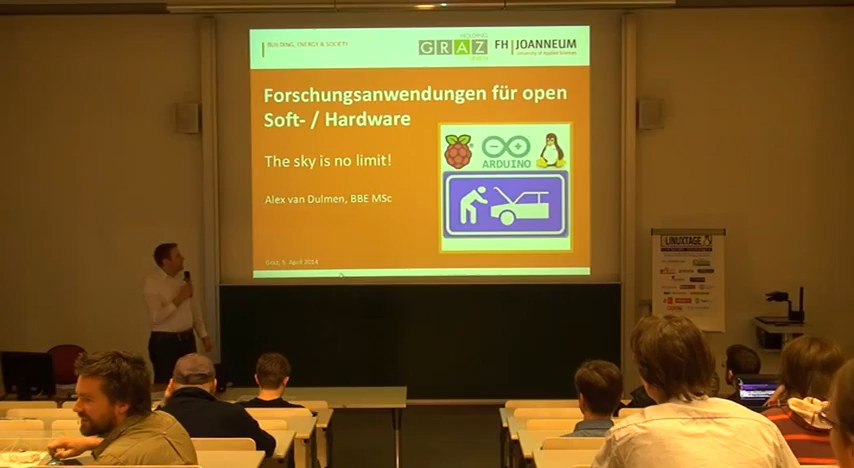 BUILDING, ENERGY & SOCIETY
HOLDING
GRAZ
FH JOANNEUM
University of Applied Sciences
Forschungsanwendungen für open
Soft- / Hardware
ARDUINO
The sky is no limit!
Alex van Dulmen, BBE MSc
Graz, 5. April 2014
LINUXTAGE